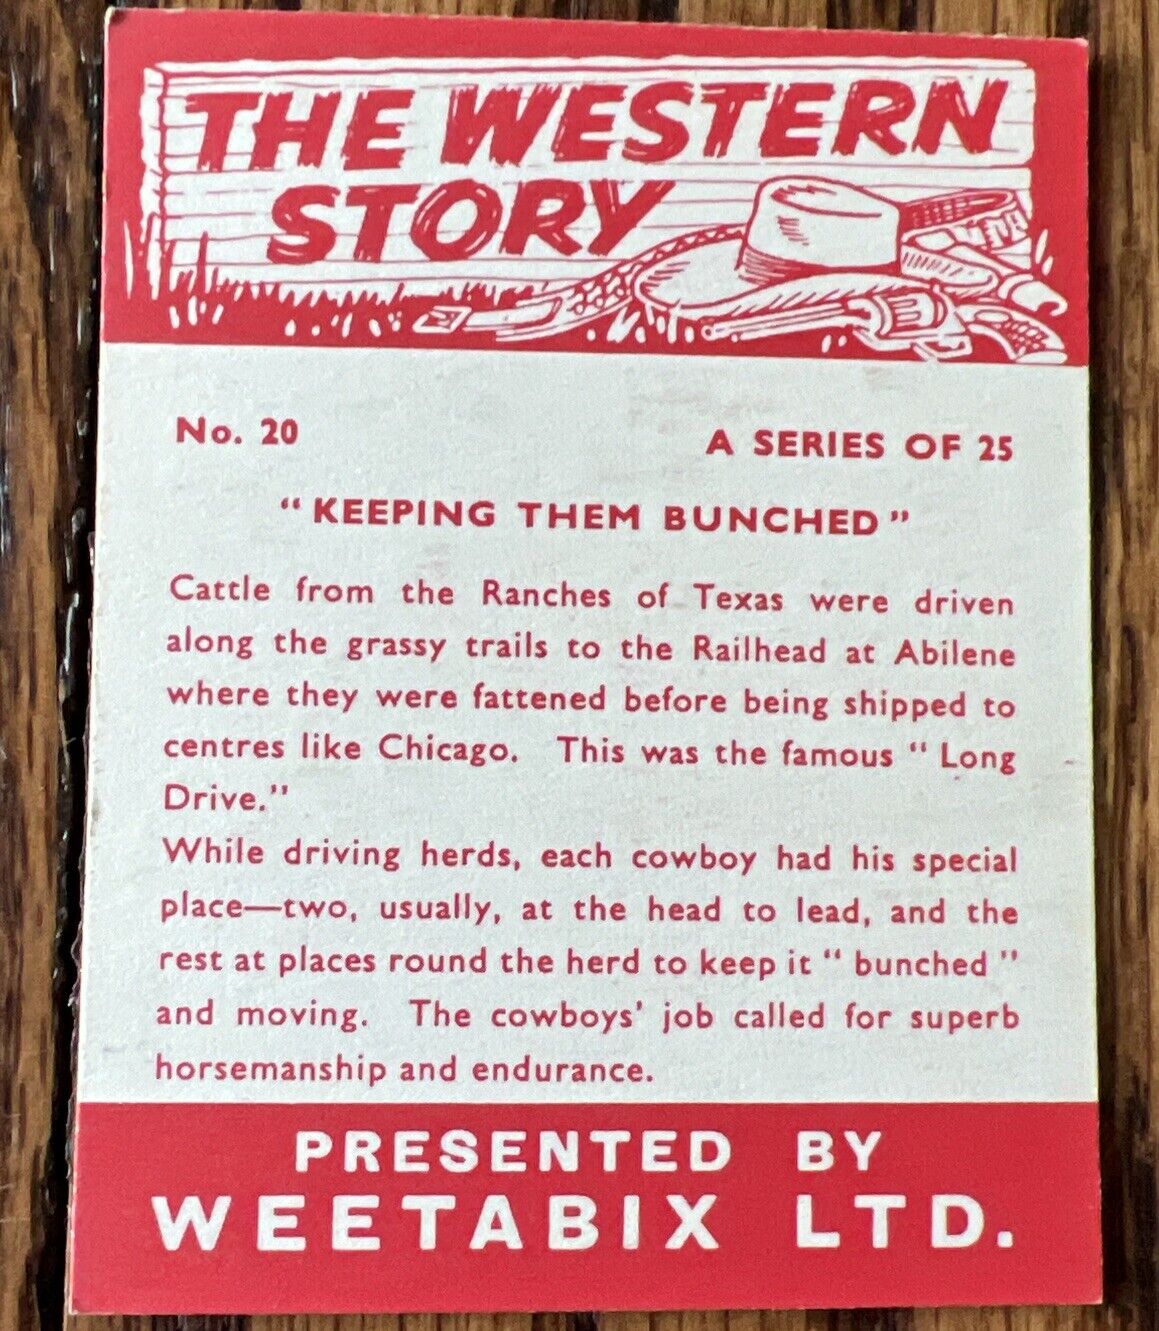 THE WESTERN
STORY
No. 20
A SERIES OF 25
" KEEPING THEM BUNCHED "
Cattle from the Ranches of Texas were driven
along the grassy trails to the Railhead at Abilene
where they were fattened before being shipped to
centres like Chicago. This was the famous " Long
Drive."
While driving herds, each cowboy had his special
place—two, usually, at the head to lead, and the
rest at places round the herd to keep it " bunched "
and moving. The cowboys' job called for superb
horsemanship and endurance.
PRESENTED BY
WEETABIX LTD.